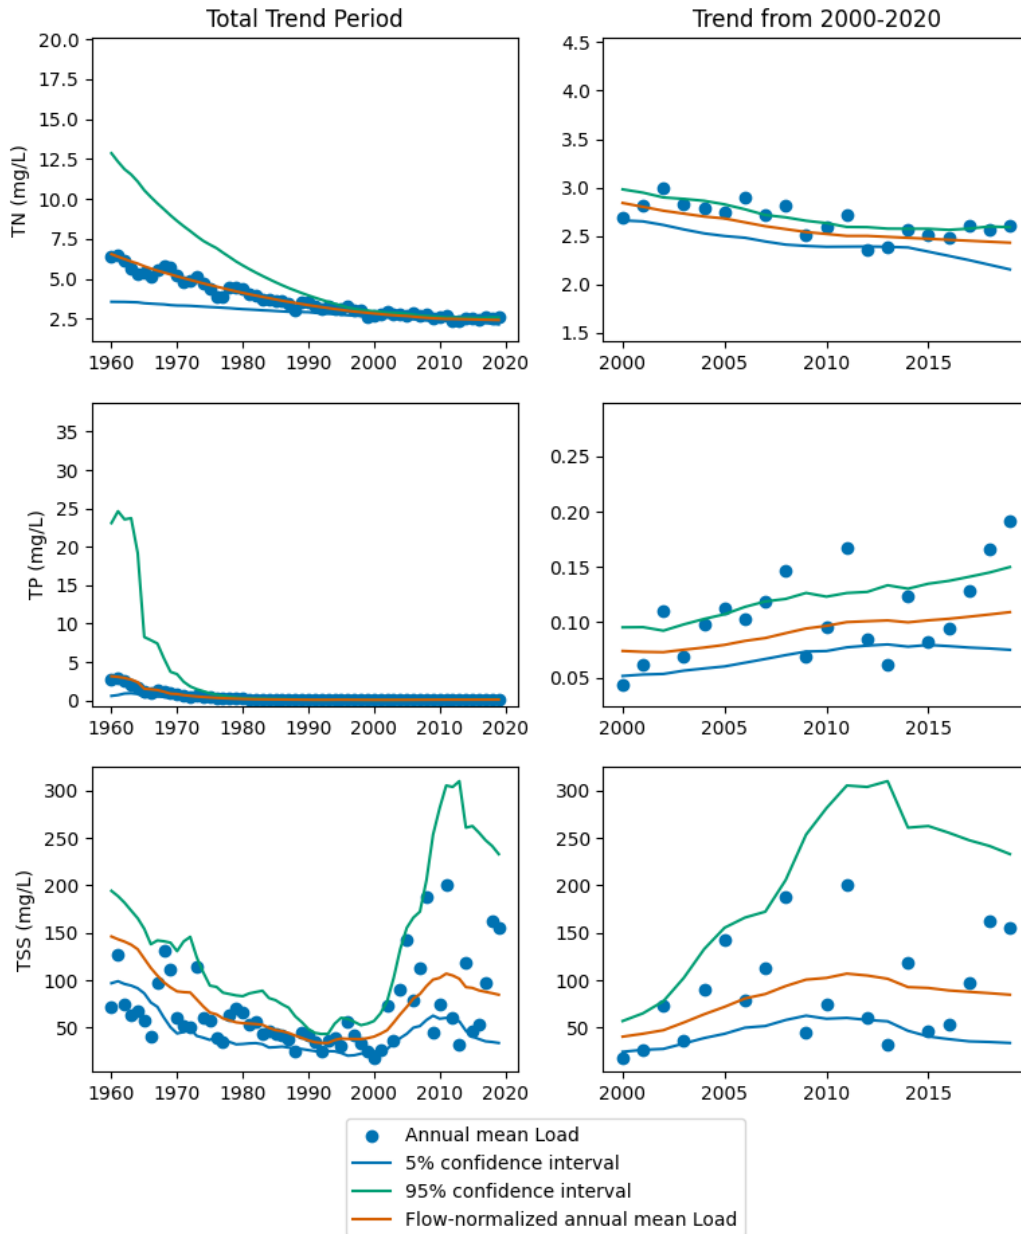 Total Trend Period
Trend from 2000-2020
TN (mg/L)
20.0
17.5
15.0
12.5
10.0
7.5
5.0
2.5
1960 1970 1980 1990 2000 2010 2020
4.5
4.0
3.5
3.0
2.5
2.0
1.5
2000 2005 2010 2015
TP (mg/L)
35
30
25
20
15
10
5
0
1960 1970 1980 1990 2000 2010 2020
0.25
0.20
0.15
0.10
0.05
2000 2005 2010 2015
TSS (mg/L)
300
250
200
150
100
50
1960 1970 1980 1990 2000 2010 2020
300
250
200
150
100
50
2000 2005 2010 2015
Annual mean Load
5% confidence interval
95% confidence interval
Flow-normalized annual mean Load